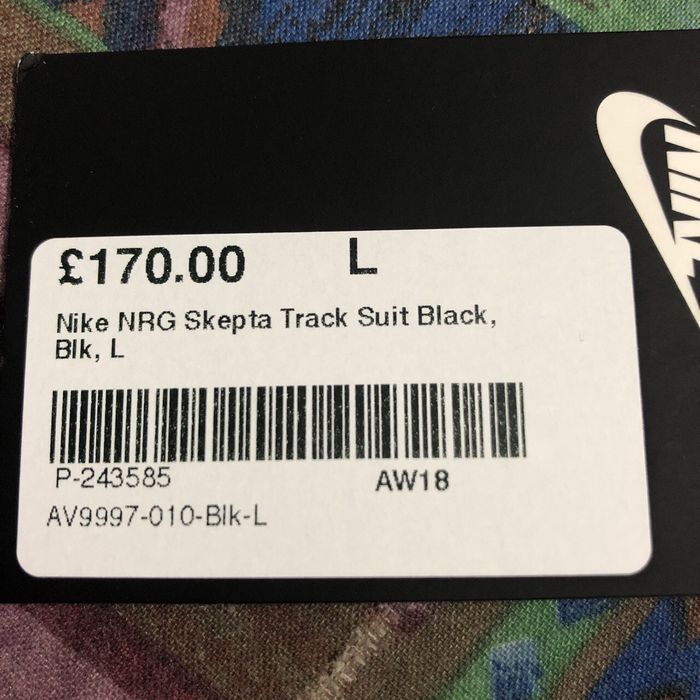 £170.00 L
Nike NRG Skepta Track Suit Black,
Blk, L
P-243585 AW18
AV9997-010-Blk-L